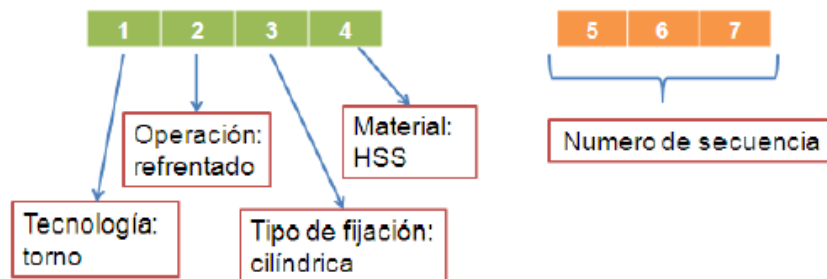 1 2 3 4 5 6 7
Operación:
refrentado
Material:
HSS
Numero de secuencia
Tecnología:
torno
Tipo de fijación:
cilíndrica